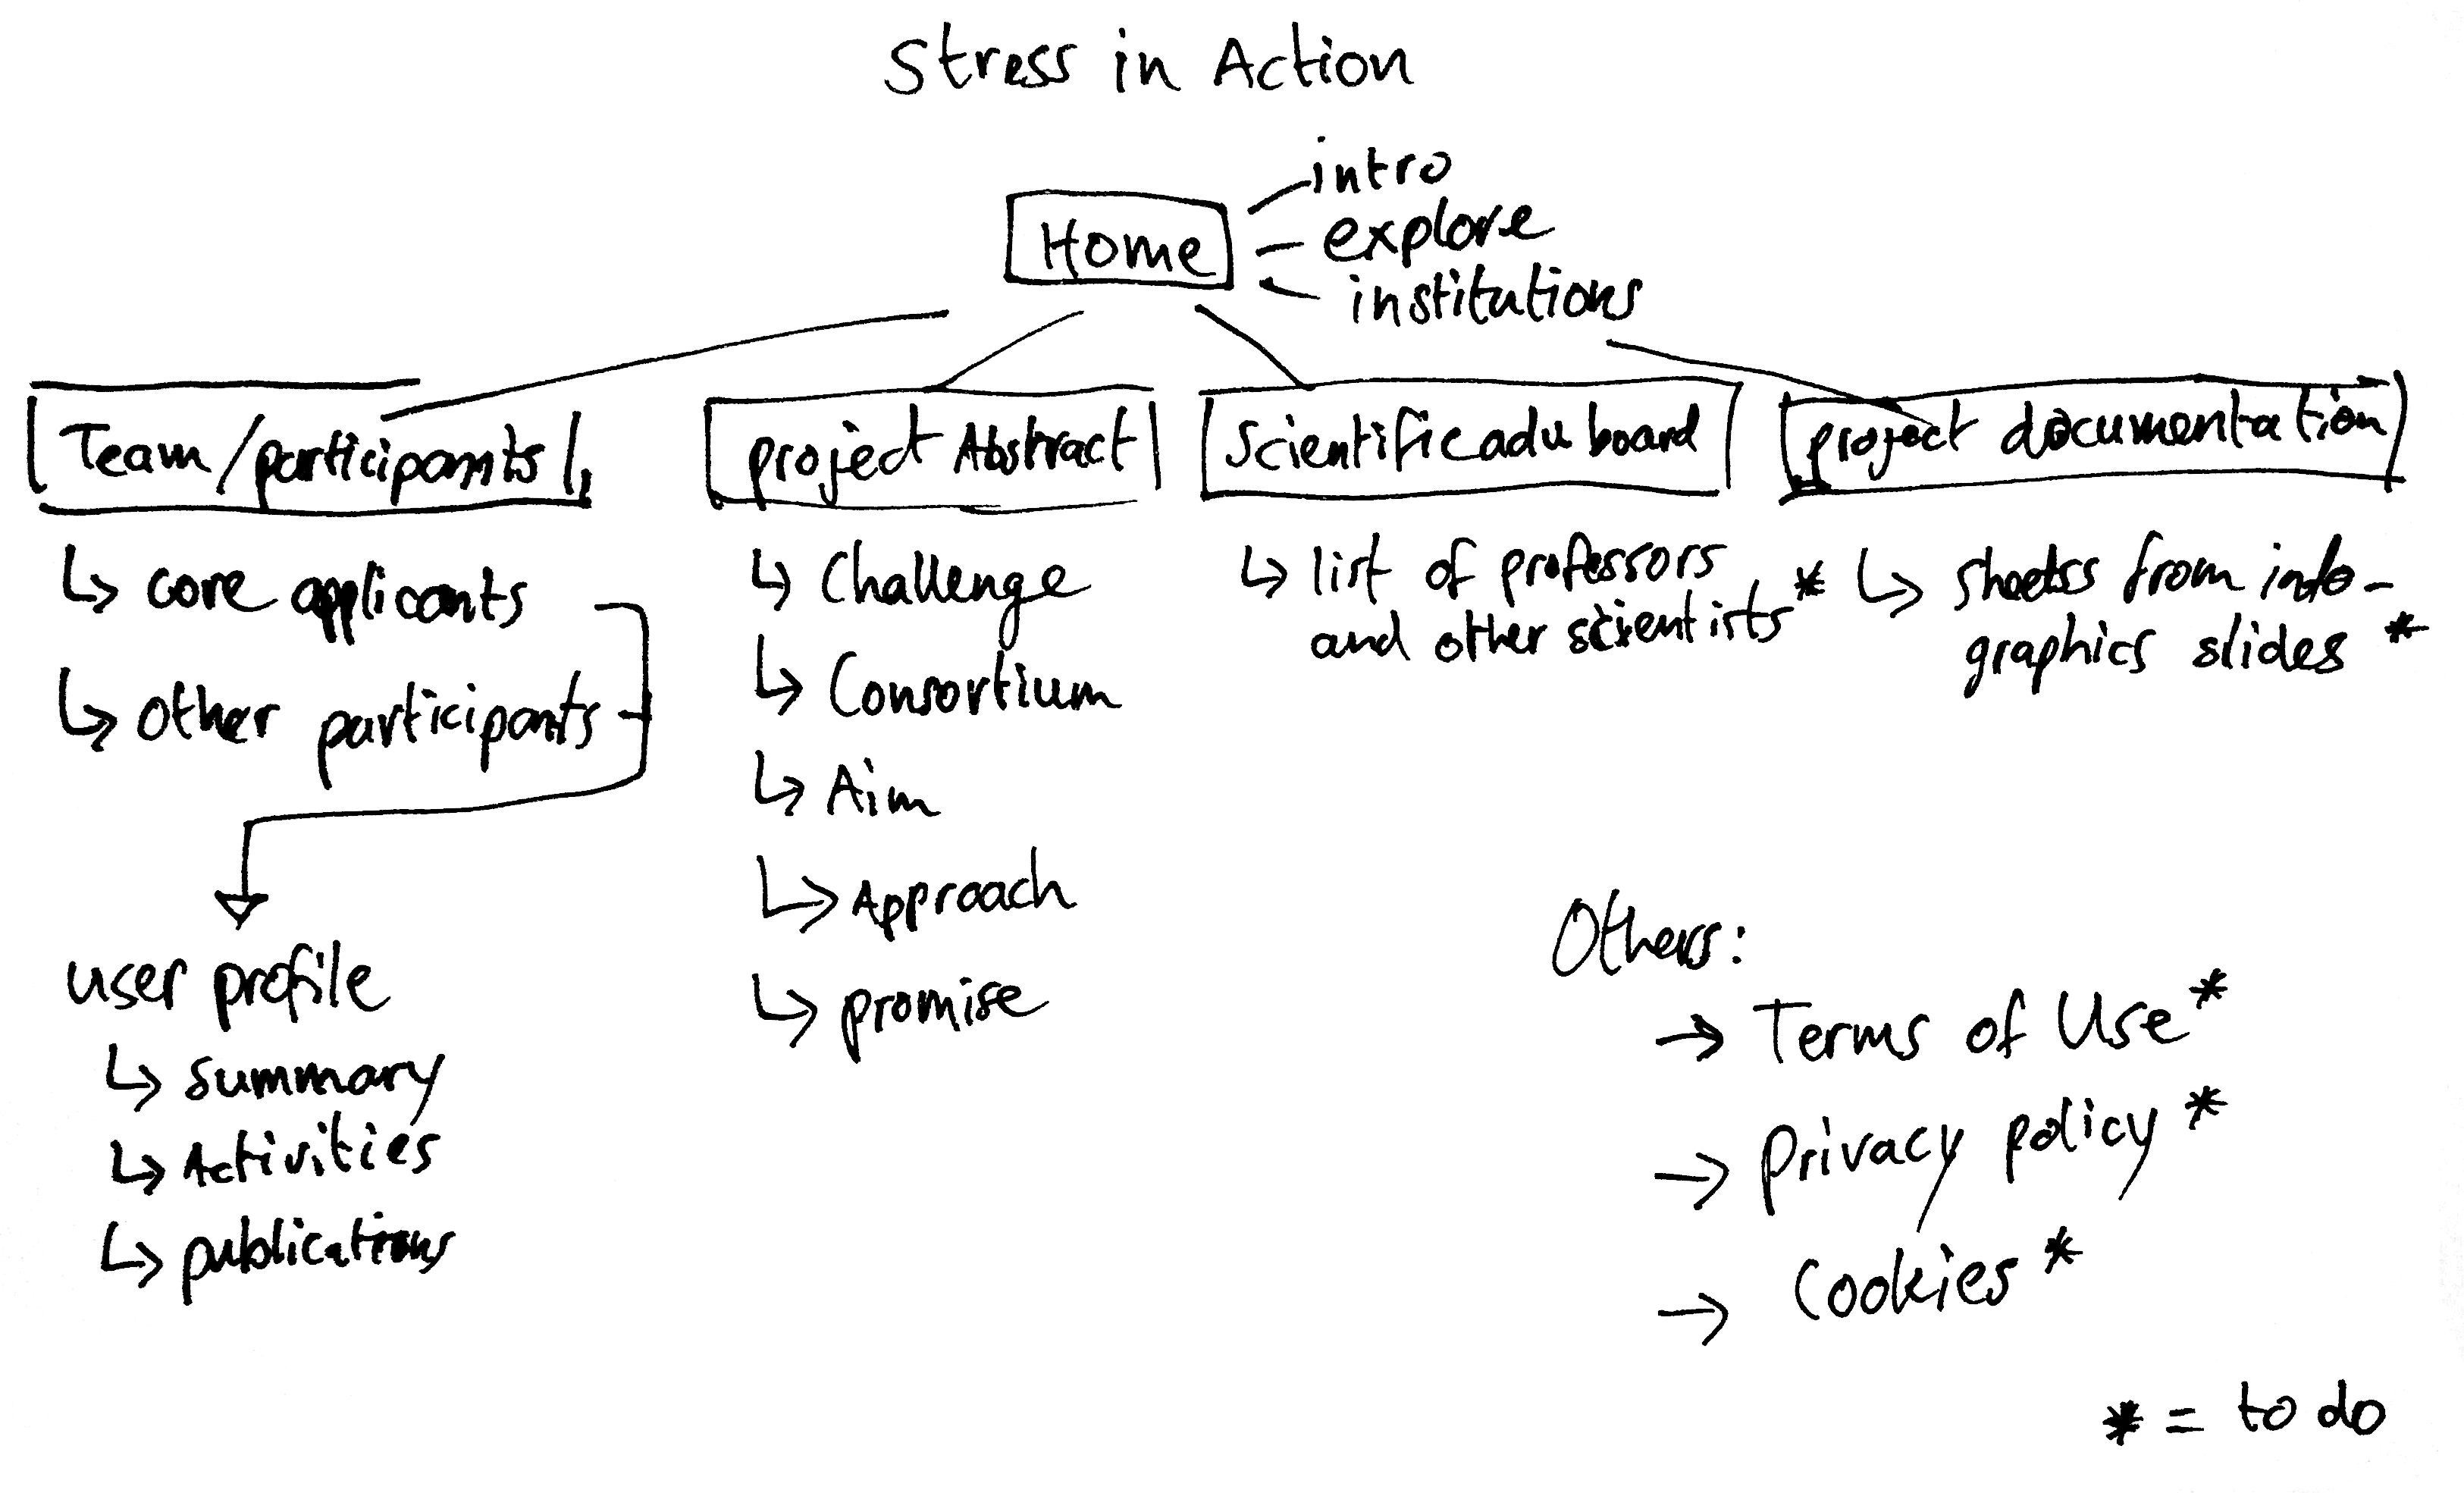 Stress in Action
Home
intro
explore
institutions
Team/participants
↳ core applicants
↳ other participants
user profile
↳ summary
↳ Activities
↳ publications
project Abstract
↳ Challenge
↳ Consortium
↳ Aim
↳ Approach
↳ promise
Scientific adv board
↳ list of professors
and other scientists *
project documentation
↳ sheets from info-
graphics slides *
Others:
→ Terms of Use *
→ privacy policy *
→ Cookies *
* = to do